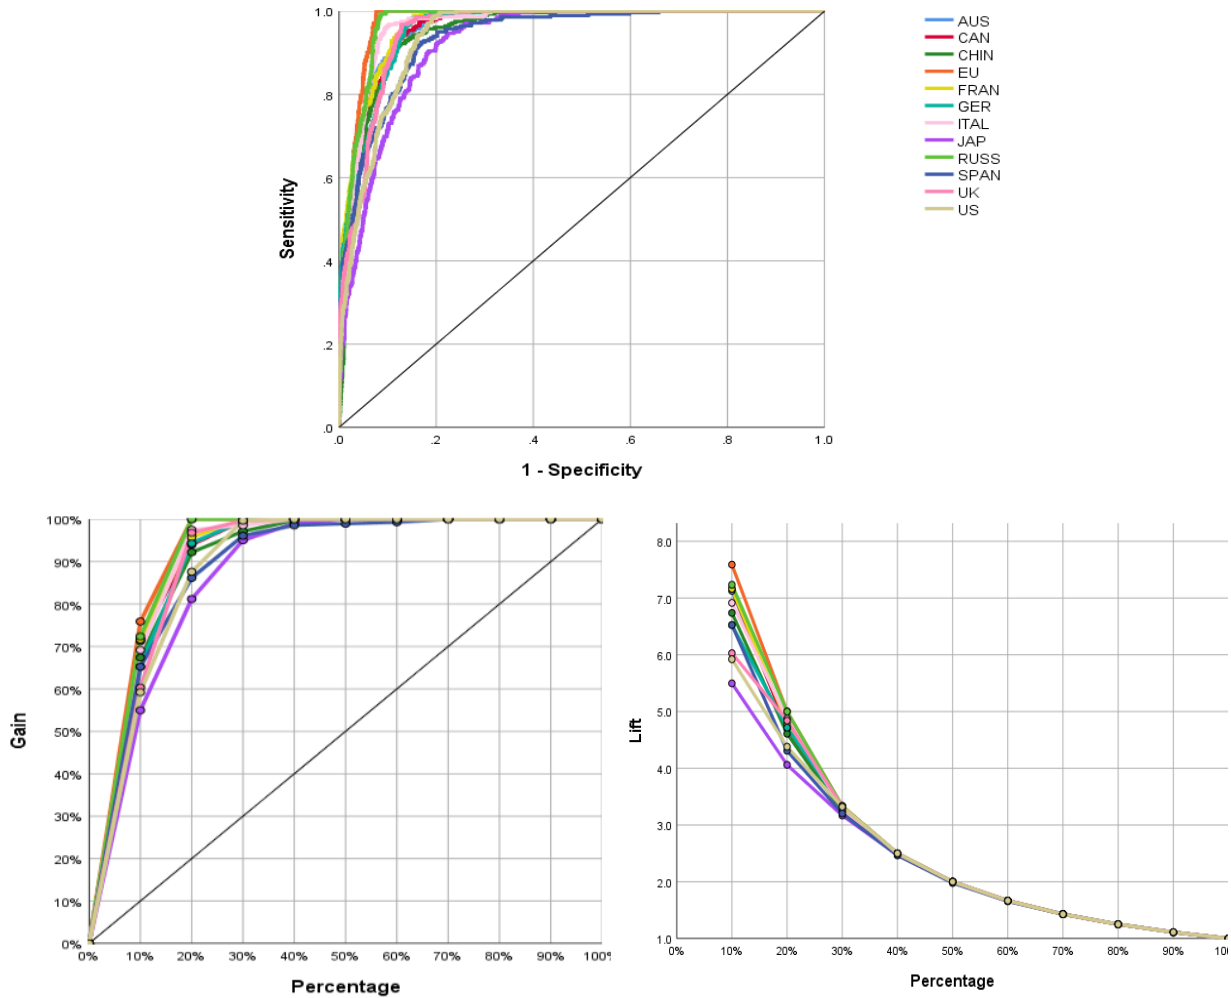 1.0
.8
.6
.4
.2
.0
Sensitivity
.0 .2 .4 .6 .8 1.0
1 - Specificity
AUS
CAN
CHIN
EU
FRAN
GER
ITAL
JAP
RUSS
SPAN
UK
US
100%
90%
80%
70%
60%
50%
40%
30%
20%
10%
0%
Gain
0% 10% 20% 30% 40% 50% 60% 70% 80% 90% 100%
Percentage
8.0
7.0
6.0
5.0
4.0
3.0
2.0
1.0
Lift
0% 10% 20% 30% 40% 50% 60% 70% 80% 90% 100
Percentage